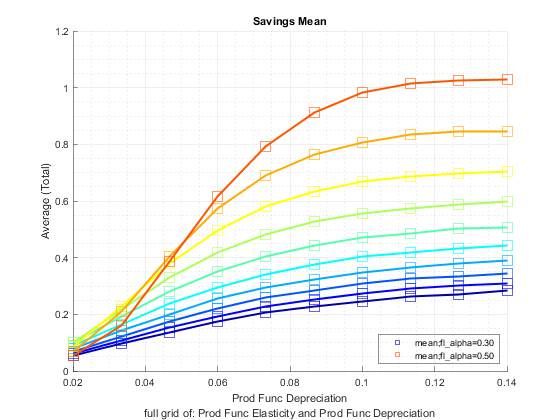 Savings Mean
1.2
1
0.8
0.6
0.4
0.2
0
Average (Total)
mean;fl_alpha=0.30
mean;fl_alpha=0.50
0.02
0.04
0.06
0.08
0.1
0.12
0.14
Prod Func Depreciation
full grid of: Prod Func Elasticity and Prod Func Depreciation